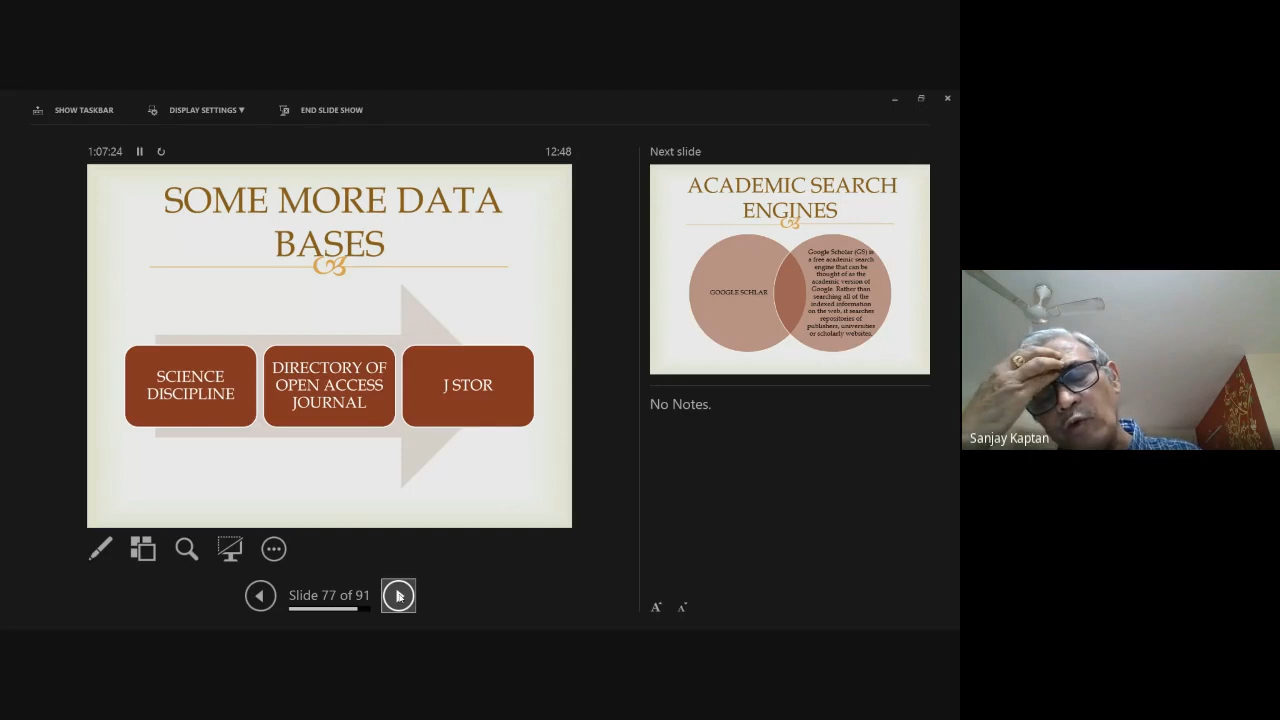 SHOW TASKBAR
DISPLAY SETTINGS ▼
END SLIDE SHOW
1:07:24
12:48
SOME MORE DATA
BASES
SCIENCE
DISCIPLINE
DIRECTORY OF
OPEN ACCESS
JOURNAL
J STOR
Slide 77 of 91
Next slide
ACADEMIC SEARCH
ENGINES
GOOGLE SCHLAR
Google Scholar (GS) is
a free academic search
engine that can be
thought of as the
academic version of
Google. Rather than
searching all of the
indexed information
on the web, it searches
repositories of
publishers, universities
or scholarly websites.
No Notes.
A A
Sanjay Kaptan